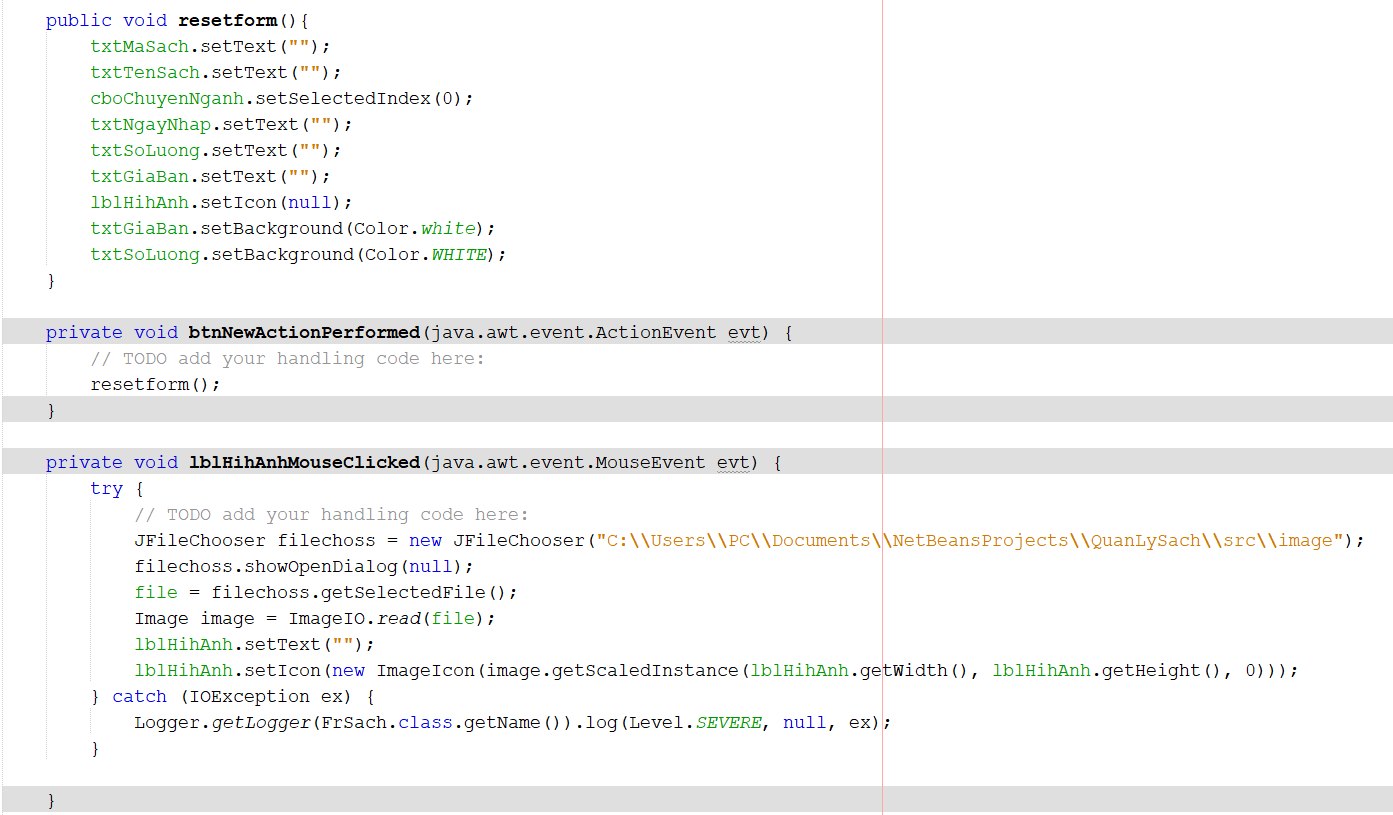 public void resetform(){
txtMaSach.setText("");
txtTenSach.setText("");
cboChuyenNganh.setSelectedIndex(0);
txtNgayNhap.setText("");
txtSoLuong.setText("");
txtGiaBan.setText("");
lblHihAnh.setIcon(null);
txtGiaBan.setBackground(Color.white);
txtSoLuong.setBackground(Color.WHITE);
}
private void btnNewActionPerformed(java.awt.event.ActionEvent evt) {
// TODO add your handling code here:
resetform();
}
private void lblHihAnhMouseClicked(java.awt.event.MouseEvent evt) {
try {
// TODO add your handling code here:
JFileChooser filechoss = new JFileChooser("C:\\Users\\PC\\Documents\\NetBeansProjects\\QuanLySach\\src\\image");
filechoss.showOpenDialog(null);
file = filechoss.getSelectedFile();
Image image = ImageIO.read(file);
lblHihAnh.setText("");
lblHihAnh.setIcon(new ImageIcon(image.getScaledInstance(lblHihAnh.getWidth(), lblHihAnh.getHeight(), 0)));
} catch (IOException ex) {
Logger.getLogger(FrSach.class.getName()).log(Level.SEVERE, null, ex);
}
}